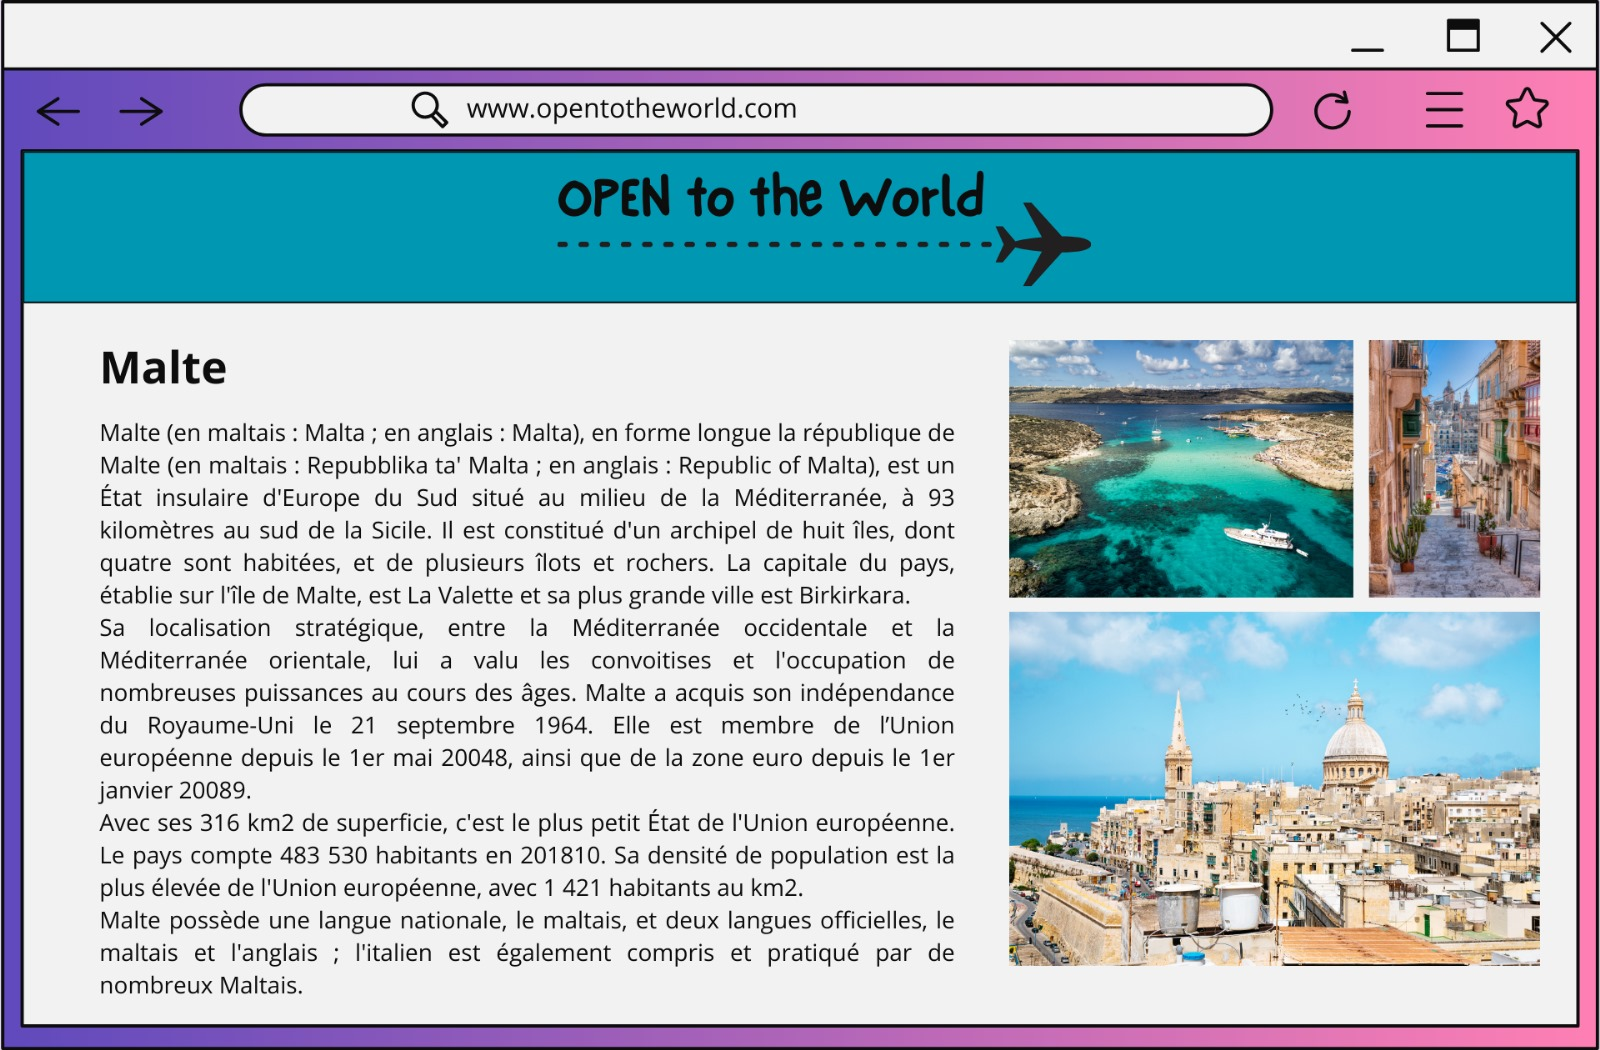 www.opentotheworld.com
OPEN to the World
Malte
Malte (en maltais : Malta ; en anglais : Malta), en forme longue la république de
Malte (en maltais : Repubblika ta' Malta ; en anglais : Republic of Malta), est un
État insulaire d'Europe du Sud situé au milieu de la Méditerranée, à 93
kilomètres au sud de la Sicile. Il est constitué d'un archipel de huit îles, dont
quatre sont habitées, et de plusieurs îlots et rochers. La capitale du pays,
établie sur l'île de Malte, est La Valette et sa plus grande ville est Birkirkara.
Sa localisation stratégique, entre la Méditerranée occidentale et la
Méditerranée orientale, lui a valu les convoitises et l'occupation de
nombreuses puissances au cours des âges. Malte a acquis son indépendance
du Royaume-Uni le 21 septembre 1964. Elle est membre de l’Union
européenne depuis le 1er mai 20048, ainsi que de la zone euro depuis le 1er
janvier 20089.
Avec ses 316 km2 de superficie, c'est le plus petit État de l'Union européenne.
Le pays compte 483 530 habitants en 201810. Sa densité de population est la
plus élevée de l'Union européenne, avec 1 421 habitants au km2.
Malte possède une langue nationale, le maltais, et deux langues officielles, le
maltais et l'anglais ; l'italien est également compris et pratiqué par de
nombreux Maltais.